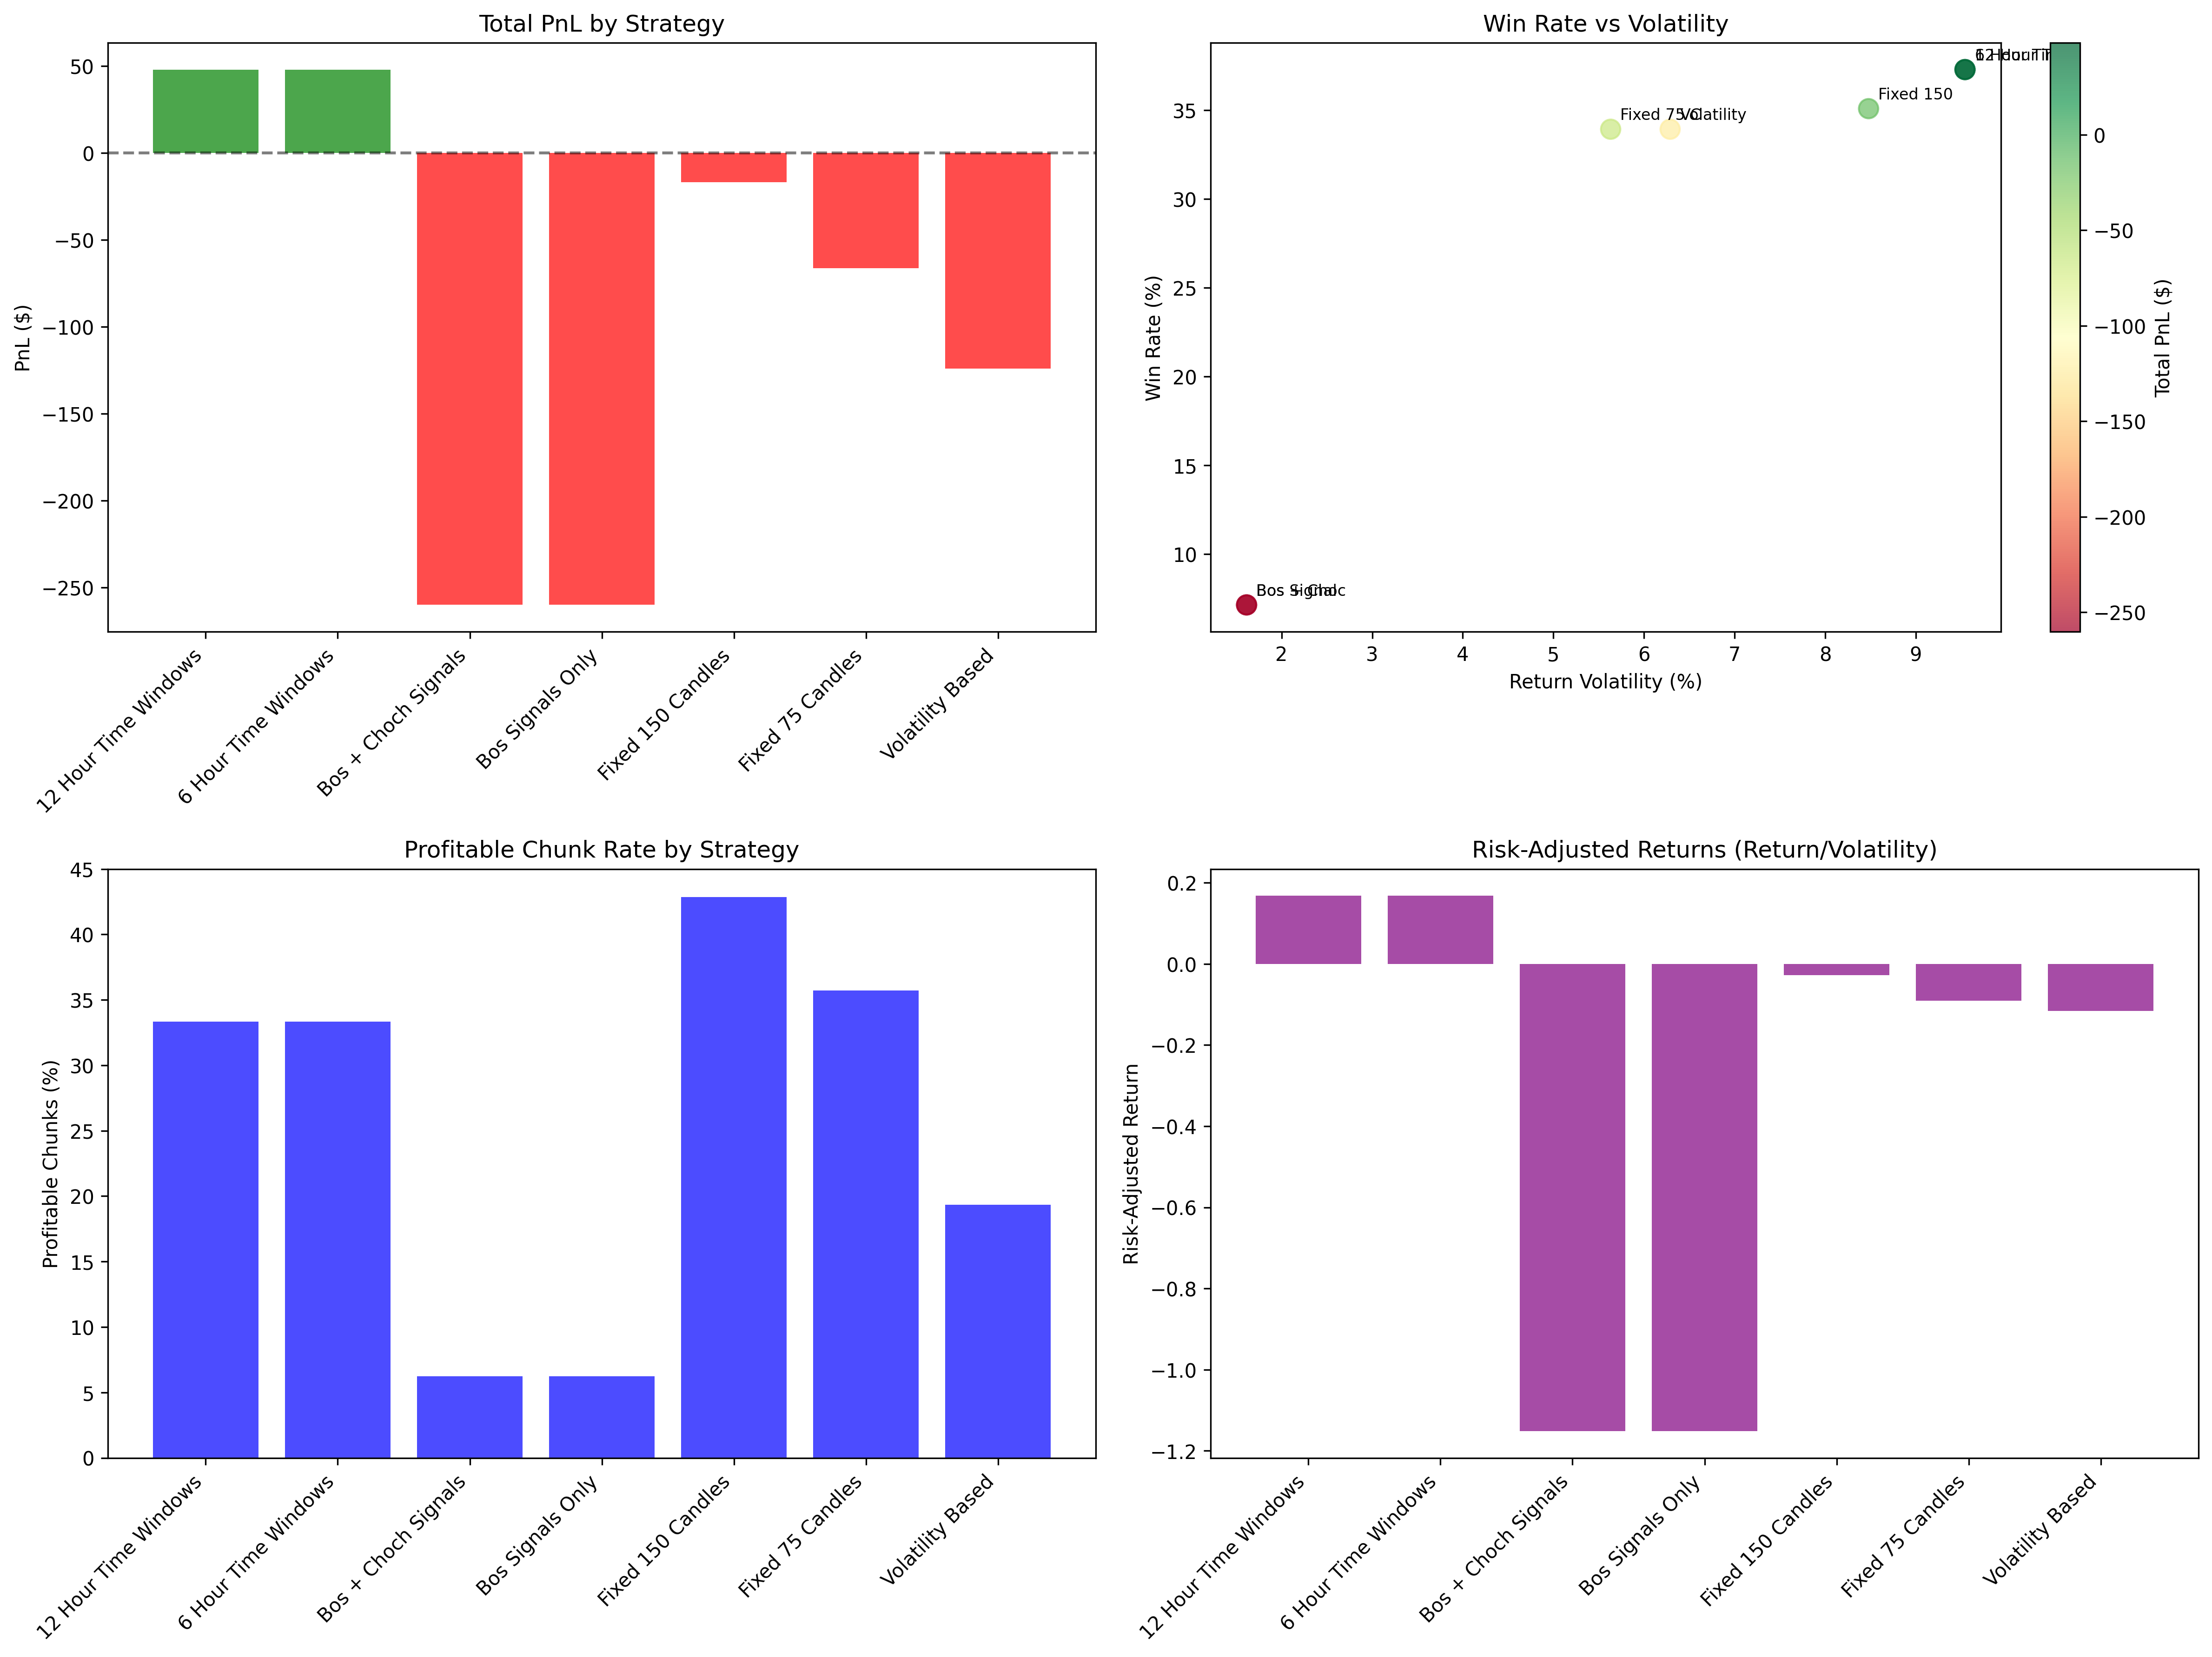 Total PnL by Strategy
PnL ($)
50
0
−50
−100
−150
−200
−250
12 Hour Time Windows
6 Hour Time Windows
Bos + Choch Signals
Bos Signals Only
Fixed 150 Candles
Fixed 75 Candles
Volatility Based
Win Rate vs Volatility
Win Rate (%)
35
30
25
20
15
10
Fixed 150
Fixed 75 C
Volatility
Bos Signal
2
3
4
5
6
7
8
9
Return Volatility (%)
0
−50
−100
−150
−200
−250
Total PnL ($)
Profitable Chunk Rate by Strategy
Profitable Chunks (%)
45
40
35
30
25
20
15
10
5
0
12 Hour Time Windows
6 Hour Time Windows
Bos + Choch Signals
Bos Signals Only
Fixed 150 Candles
Fixed 75 Candles
Volatility Based
Risk-Adjusted Returns (Return/Volatility)
Risk-Adjusted Return
0.2
0.0
−0.2
−0.4
−0.6
−0.8
−1.0
−1.2
12 Hour Time Windows
6 Hour Time Windows
Bos + Choch Signals
Bos Signals Only
Fixed 150 Candles
Fixed 75 Candles
Volatility Based